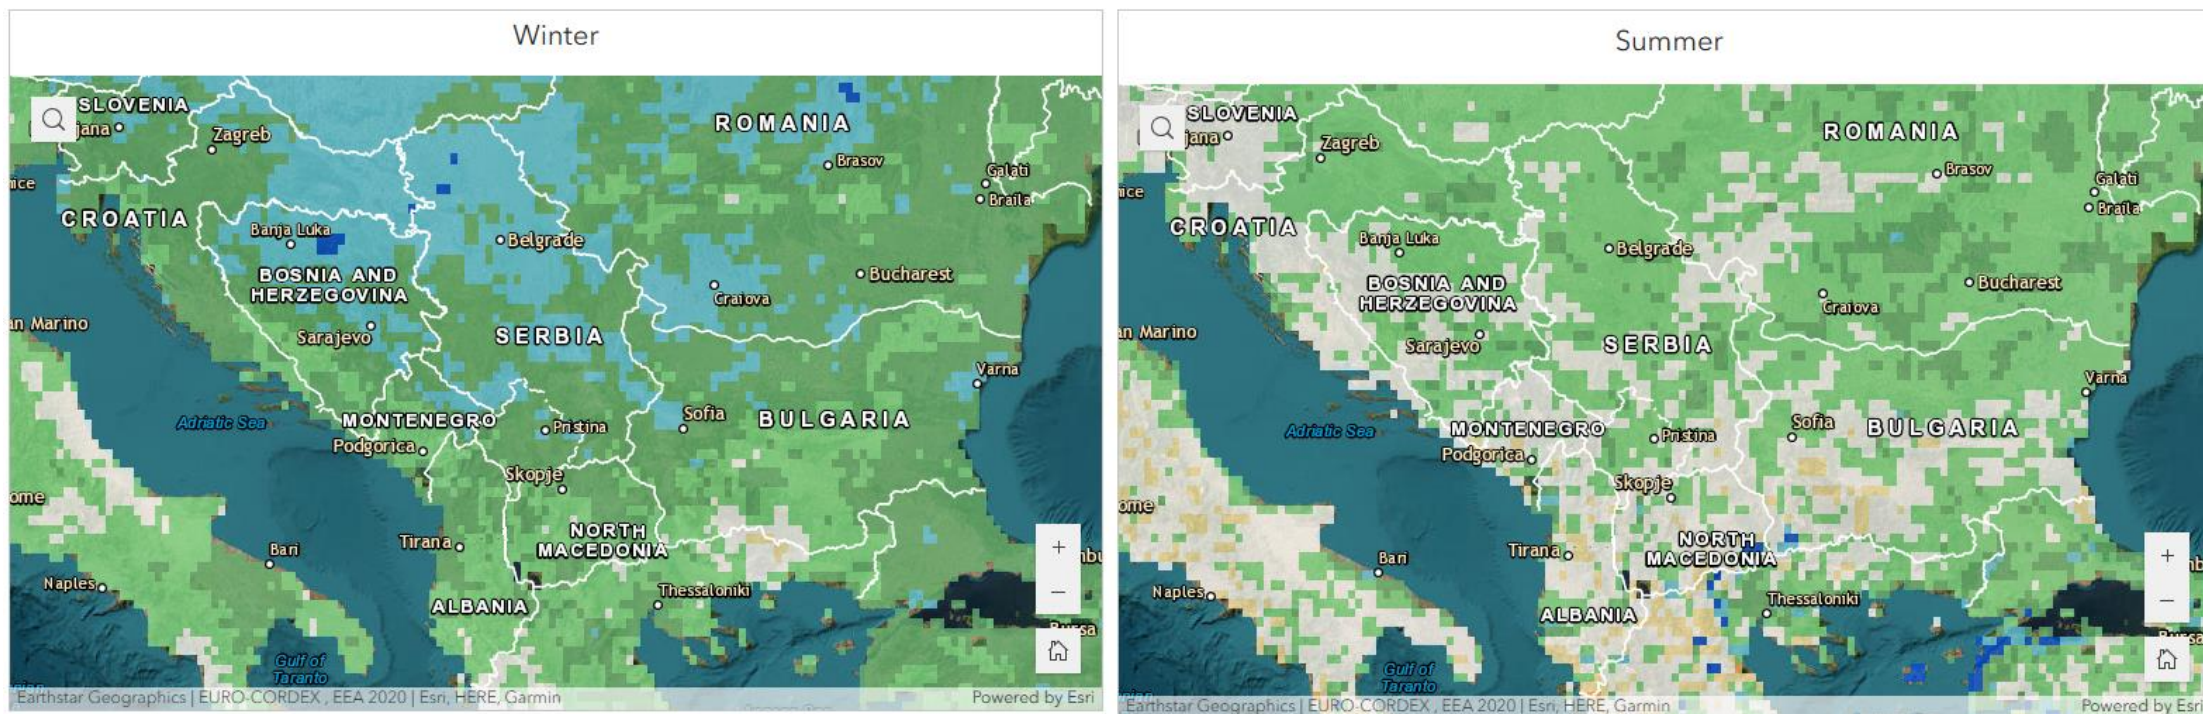 Winter
SLOVENIA
jana
Zagreb
ROMANIA
Brasov
Galati
Braila
CROATIA
Banja Luka
Belgrade
BOSNIA AND
HERZEGOVINA
Bucharest
Craiova
an Marino
Sarajevo
SERBIA
Varna
Adriatic Sea
MONTENEGRO
Pristina
Sofia
BULGARIA
Podgorica
Skopje
ome
NORTH
MACEDONIA
Tirana
Bari
Naples
Thessaloniki
ALBANIA
Bursa
Gulf of
Taranto
Earthstar Geographics | EURO-CORDEX , EEA 2020 | Esri, HERE, Garmin
Powered by Esri
Summer
SLOVENIA
jana
Zagreb
ROMANIA
Brasov
Galati
Braila
CROATIA
Banja Luka
Belgrade
BOSNIA AND
HERZEGOVINA
Bucharest
Craiova
an Marino
Sarajevo
SERBIA
Varna
Adriatic Sea
MONTENEGRO
Pristina
Sofia
BULGARIA
Podgorica
Skopje
ome
NORTH
MACEDONIA
Tirana
Bari
Naples
Thessaloniki
ALBANIA
Gulf of
Taranto
Earthstar Geographics | EURO-CORDEX , EEA 2020 | Esri, HERE, Garmin
Powered by Esri